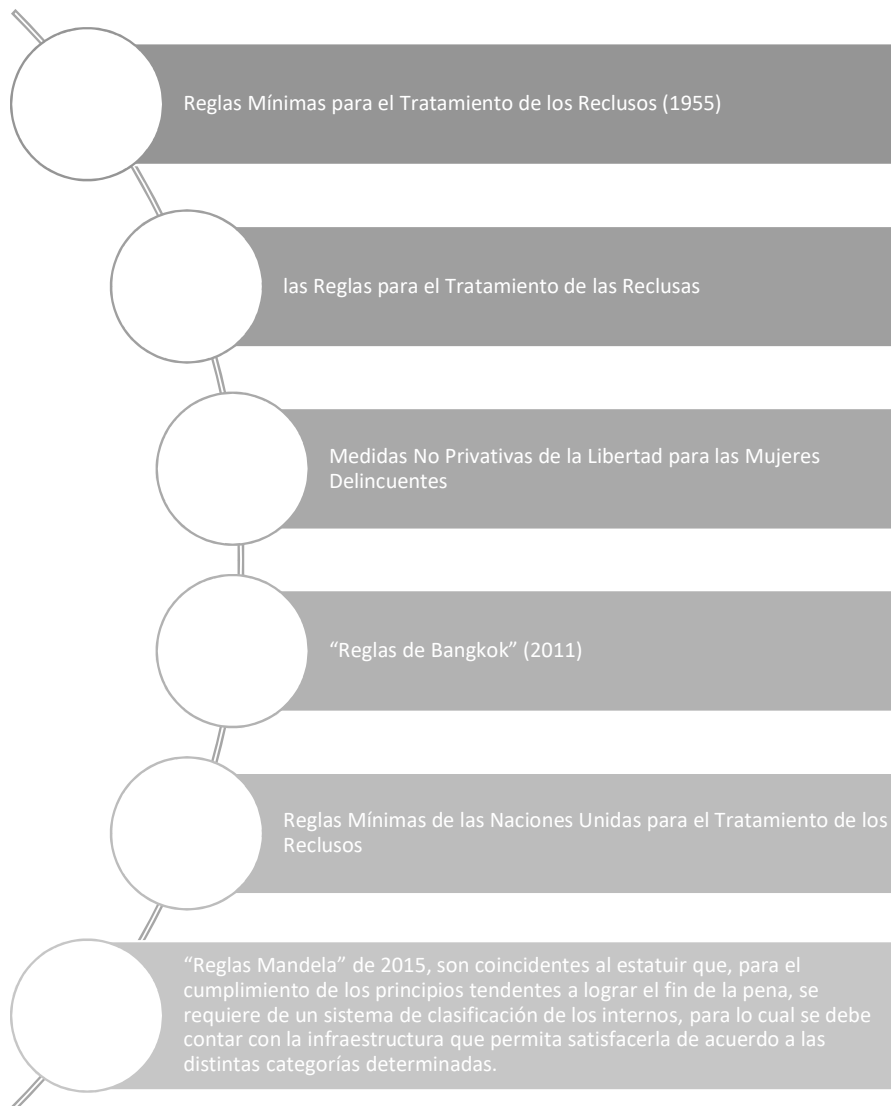 Reglas Mínimas para el Tratamiento de los Reclusos (1955)
las Reglas para el Tratamiento de las Reclusas
Medidas No Privativas de la Libertad para las Mujeres
Delincuentes
“Reglas de Bangkok” (2011)
Reglas Mínimas de las Naciones Unidas para el Tratamiento de los
Reclusos
“Reglas Mandela” de 2015, son coincidentes al estatuir que, para el
cumplimiento de los principios tendentes a lograr el fin de la pena, se
requiere de un sistema de clasificación de los internos, para lo cual se debe
contar con la infraestructura que permita satisfacerla de acuerdo a las
distintas categorías determinadas.